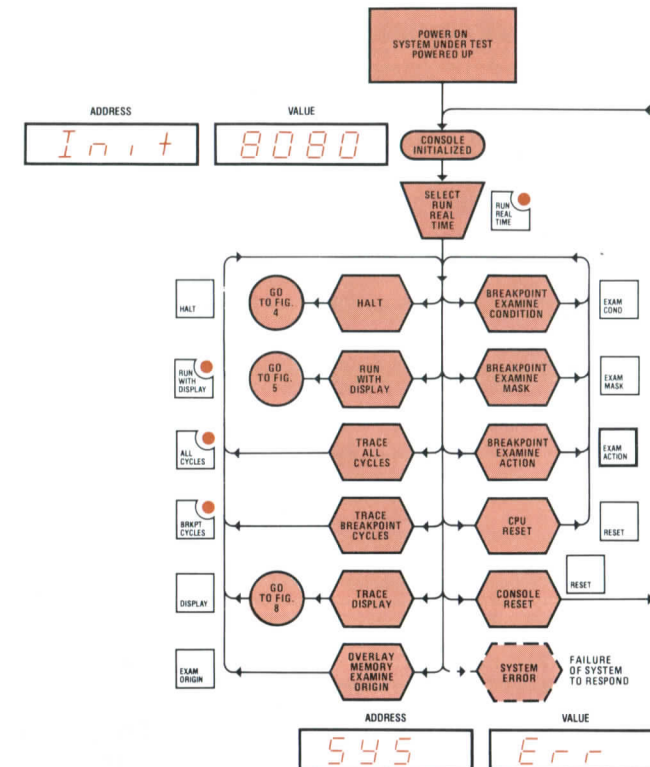 POWER ON
SYSTEM UNDER TEST
POWERED UP
ADDRESS
VALUE
Init
8080
CONSOLE
INITIALIZED
SELECT
RUN
REAL
TIME
RUN
REAL
TIME
HALT
GO
TO FIG.
4
HALT
BREAKPOINT
EXAMINE
CONDITION
EXAM
COND
RUN
WITH
DISPLAY
GO
TO FIG.
5
RUN
WITH
DISPLAY
BREAKPOINT
EXAMINE
MASK
EXAM
MASK
ALL
CYCLES
TRACE
ALL
CYCLES
BREAKPOINT
EXAMINE
ACTION
EXAM
ACTION
BRKPT
CYCLES
TRACE
BREAKPOINT
CYCLES
CPU
RESET
RESET
DISPLAY
GO
TO FIG.
8
TRACE
DISPLAY
CONSOLE
RESET
RESET
EXAM
ORIGIN
OVERLAY
MEMORY
EXAMINE
ORIGIN
SYSTEM
ERROR
FAILURE
OF SYSTEM
TO RESPOND
ADDRESS
VALUE
SYS
Err